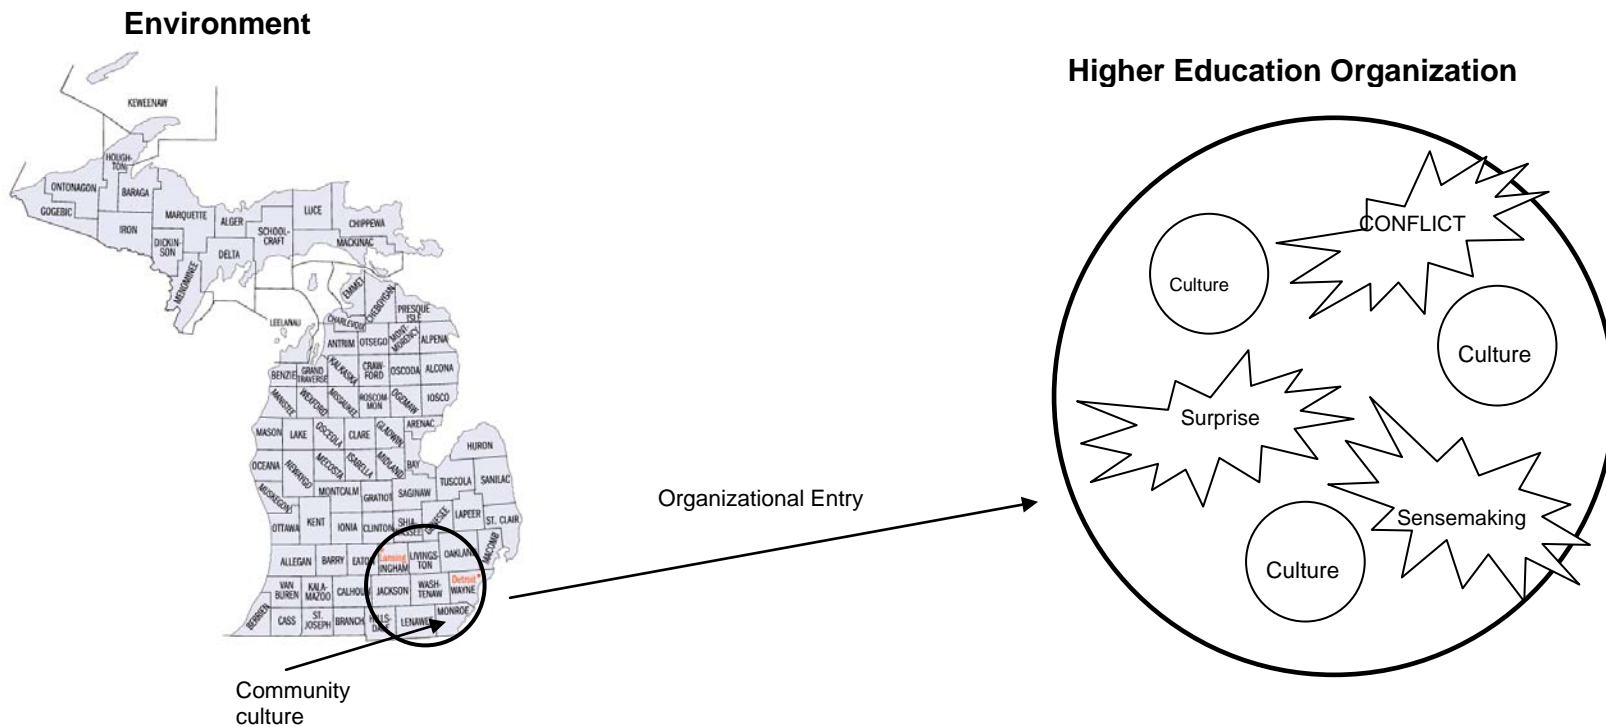 Environment
Higher Education Organization
KEWEENAW
HOUGH-
TON
ONTONAGON
BARAGA
GOGEBIC
MARQUETTE
ALGER
LUCE
CHIPPEWA
IRON
SCHOOL-
CRAFT
DICKIN-
SON
DELTA
MACKINAC
MENOMINEE
EMMET
CHEBOYGAN
PRESQUE
ISLE
LEELANAU
CHARLEVOIX
ANTRIM
OTSEGO
MONT-
MORENCY
ALPENA
BENZIE
GRAND
TRAVERSE
KALKASKA
CRAW-
FORD
OSCODA
ALCONA
MANISTEE
WEXFORD
MISSAUKEE
ROSCOM-
MON
OGEMAW
IOSCO
MASON
LAKE
OSCEOLA
CLARE
GLADWIN
ARENAC
HURON
OCEANA
NEWAYGO
MECOSTA
ISABELLA
MIDLAND
BAY
TUSCOLA
SANILAC
MUSKEGON
MONTCALM
GRATIOT
SAGINAW
OTTAWA
KENT
IONIA
CLINTON
SHIA-
WASSEE
GENESEE
LAPEER
ST. CLAIR
ALLEGAN
BARRY
EATON
Lansing
INGHAM
LIVINGS-
TON
OAKLAND
MACOMB
VAN
BUREN
KALA-
MAZOO
CALHOUN
JACKSON
WASH-
TENAW
Detroit
WAYNE
BERRIEN
CASS
ST.
JOSEPH
BRANCH
HILLS-
DALE
LENAWEE
MONROE
Community
culture
Organizational Entry
CONFLICT
Culture
Culture
Surprise
Sensemaking
Culture